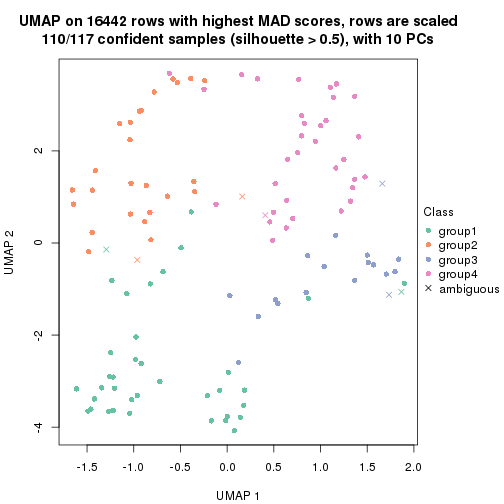 UMAP on 16442 rows with highest MAD scores, rows are scaled
110/117 confident samples (silhouette > 0.5), with 10 PCs
UMAP 2
2
0
-2
-4
-1.5 -1.0 -0.5 0.0 0.5 1.0 1.5 2.0
UMAP 1
Class
group1
group2
group3
group4
ambiguous